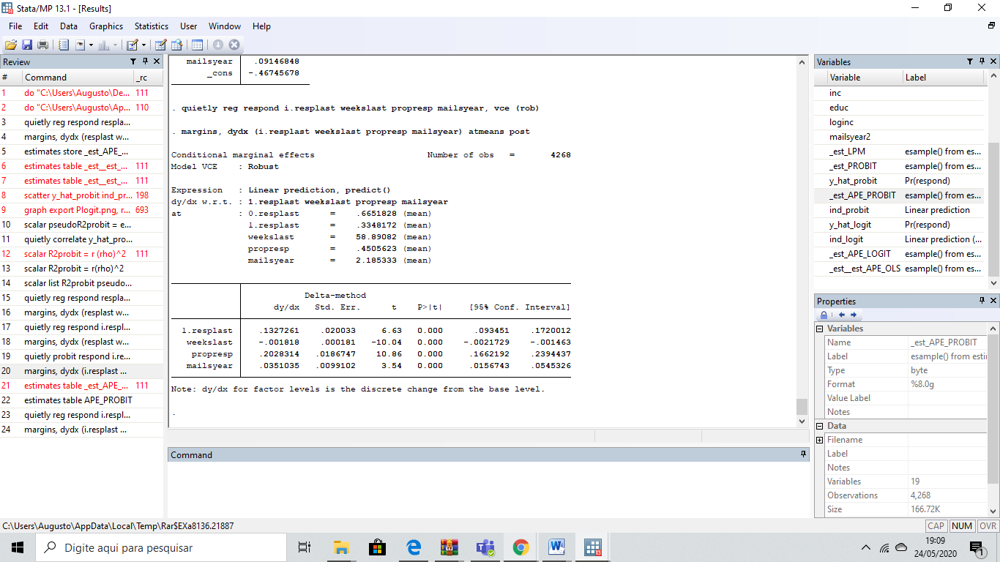 Stata/MP 13.1 - [Results]
File Edit Data Graphics Statistics User Window Help
Review
# Command _rc
1 do "C:\Users\Augusto\De... 111
2 do "C:\Users\Augusto\Ap... 110
3 quietly reg respond respla...
4 margins, dydx (resplast w...
5 estimates store _est_APE_...
6 estimates table _est__est_... 111
7 estimates table _est__est_... 111
8 scatter y_hat_probit ind_pr... 198
9 graph export Plogit.png, r... 693
10 scalar pseudoR2probit = e...
11 quietly correlate y_hat_pro...
12 scalar R2probit = r (rho)^2 111
13 scalar R2probit = r(rho)^2
14 scalar list R2probit pseudo...
15 quietly reg respond respla...
16 margins, dydx (resplast w...
17 quietly reg respond i.respl...
18 margins, dydx (resplast w...
19 quietly probit respond i.re...
20 margins, dydx (i.resplast ...
21 estimates table _est_APE_... 111
22 estimates table APE_PROBIT
23 quietly reg respond i.respl...
24 margins, dydx (i.resplast ...
mailsyear .09146848
_cons -.46745678
. quietly reg respond i.resplast weekslast propresp mailsyear, vce (rob)
. margins, dydx (i.resplast weekslast propresp mailsyear) atmeans post
Conditional marginal effects Number of obs = 4268
Model VCE : Robust
Expression : Linear prediction, predict()
dy/dx w.r.t. : 1.resplast weekslast propresp mailsyear
at : 0.resplast = .6651828 (mean)
1.resplast = .3348172 (mean)
weekslast = 58.89082 (mean)
propresp = .4505623 (mean)
mailsyear = 2.185333 (mean)
Delta-method
dy/dx Std. Err. t P>|t| [95% Conf. Interval]
1.resplast .1327261 .020033 6.63 0.000 .093451 .1720012
weekslast -.001818 .000181 -10.04 0.000 -.0021729 -.001463
propresp .2028314 .0186747 10.86 0.000 .1662192 .2394437
mailsyear .0351035 .0099102 3.54 0.000 .0156743 .0545326
Note: dy/dx for factor levels is the discrete change from the base level.
.
Command
Variables
Variable Label
inc
educ
loginc
mailsyear2
_est_LPM esample() from es...
_est_PROBIT esample() from es...
y_hat_probit Pr(respond)
_est_APE_PROBIT esample() from es...
ind_probit Linear prediction
y_hat_logit Pr(respond)
ind_logit Linear prediction (...
_est_APE_LOGIT esample() from es...
_est__est_APE_OLS esample() from es...
Properties
Variables
Name _est_APE_PROBIT
Label esample() from esti
Type byte
Format %8.0g
Value Label
Notes
Data
Filename
Label
Notes
Variables 19
Observations 4,268
Size 166.72K
C:\Users\Augusto\AppData\Local\Temp\Rar$EXa8136.21887
CAP NUM OVR
Digite aqui para pesquisar
19:09
24/05/2020
1